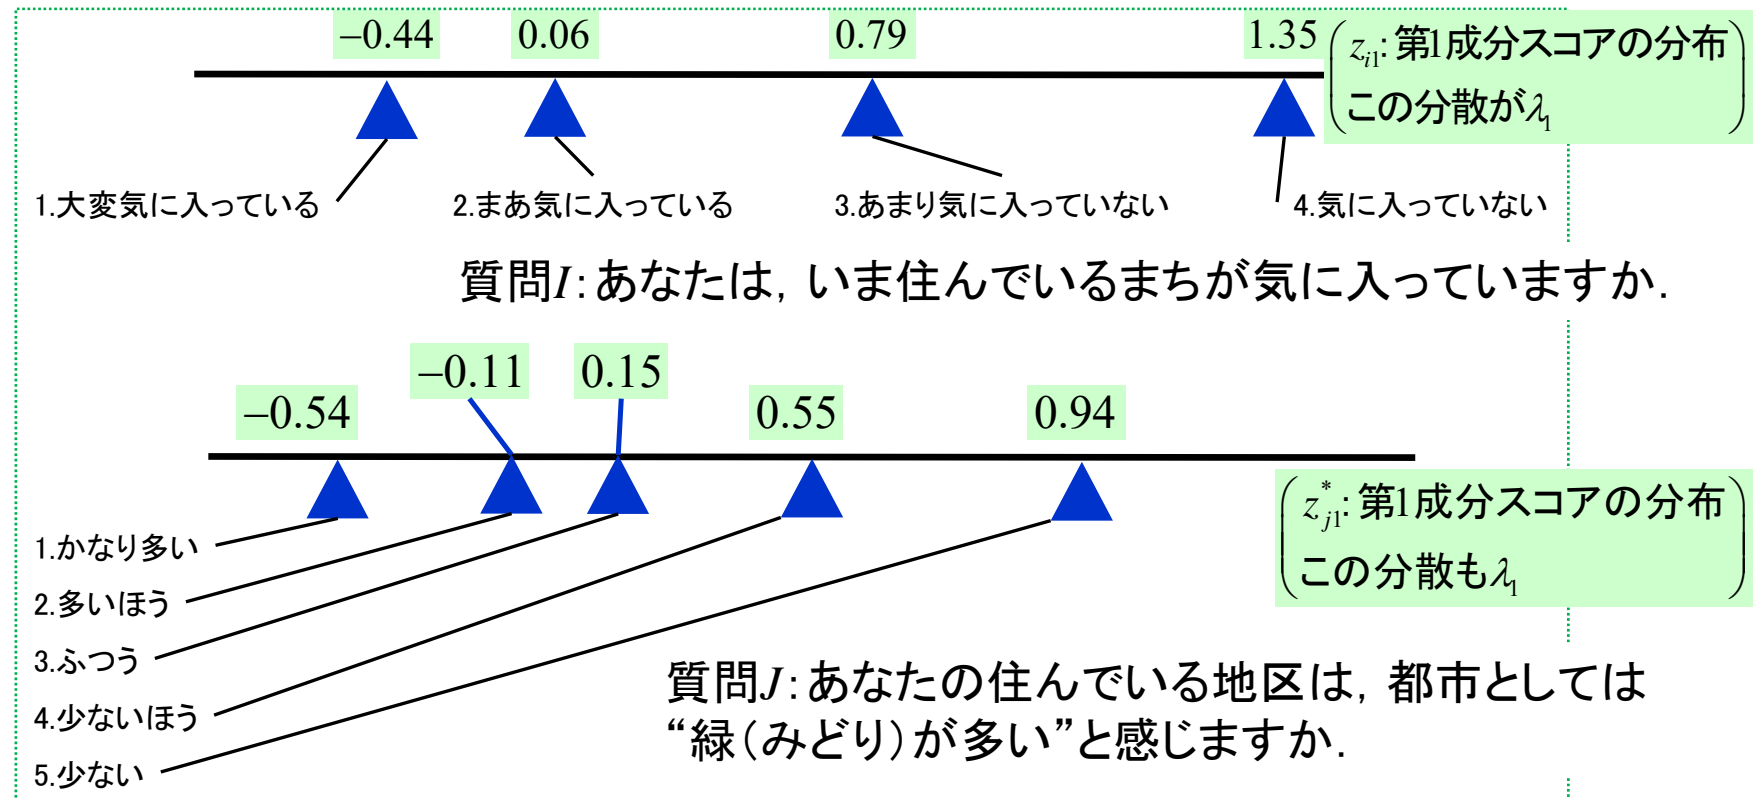 −0.44 0.06 0.79 1.35
z_{i1}: 第1成分スコアの分布
この分散がλ_1
1.大変気に入っている 2.まあ気に入っている 3.あまり気に入っていない 4.気に入っていない
質問I:あなたは, いま住んでいるまちが気に入っていますか.
−0.54 −0.11 0.15 0.55 0.94
z^*_{j1}: 第1成分スコアの分布
この分散もλ_1
1.かなり多い
2.多いほう
3.ふつう
4.少ないほう
5.少ない
質問J:あなたの住んでいる地区は, 都市としては
“緑(みどり)が多い”と感じますか.